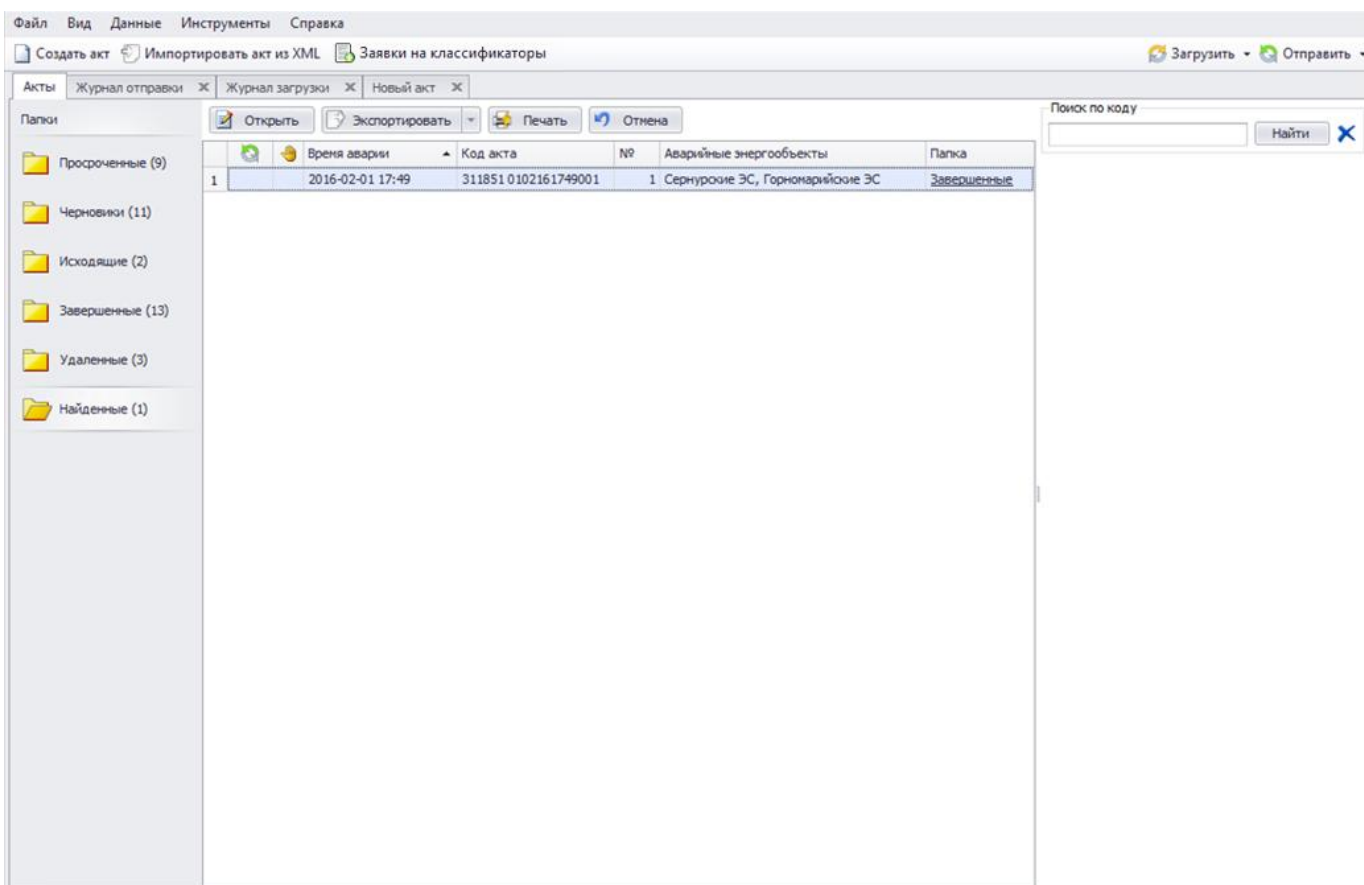 Файл Вид Данные Инструменты Справка
Создать акт Импортировать акт из XML Заявки на классификаторы Загрузить Отправить
Акты Журнал отправки Журнал загрузки Новый акт
Папки
Открыть Экспортировать Печать Отмена
Поиск по коду
Найти
Время аварии Код акта № Аварийные энергообъекты Папка
1 2016-02-01 17:49 311851 0102161749001 1 Сернурские ЭС, Горномарийские ЭС Завершенные
Просроченные (9)
Черновики (11)
Исходящие (2)
Завершенные (13)
Удаленные (3)
Найденные (1)